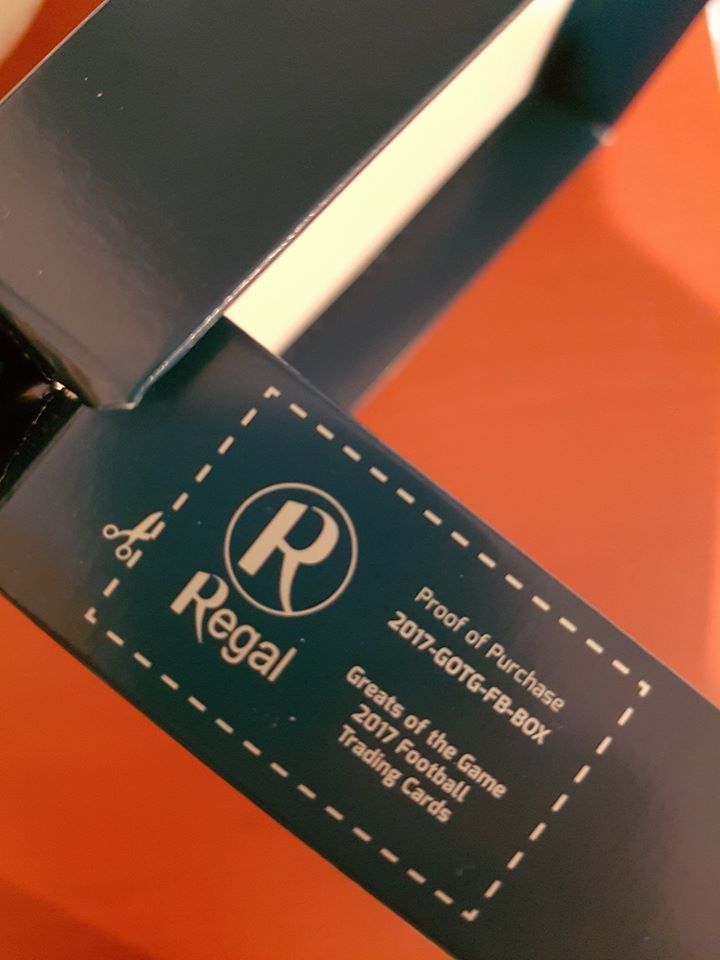 R
Regal
Proof of Purchase
2017-GOTG-FB-BOX
Greats of the Game
2017 Football
Trading Cards